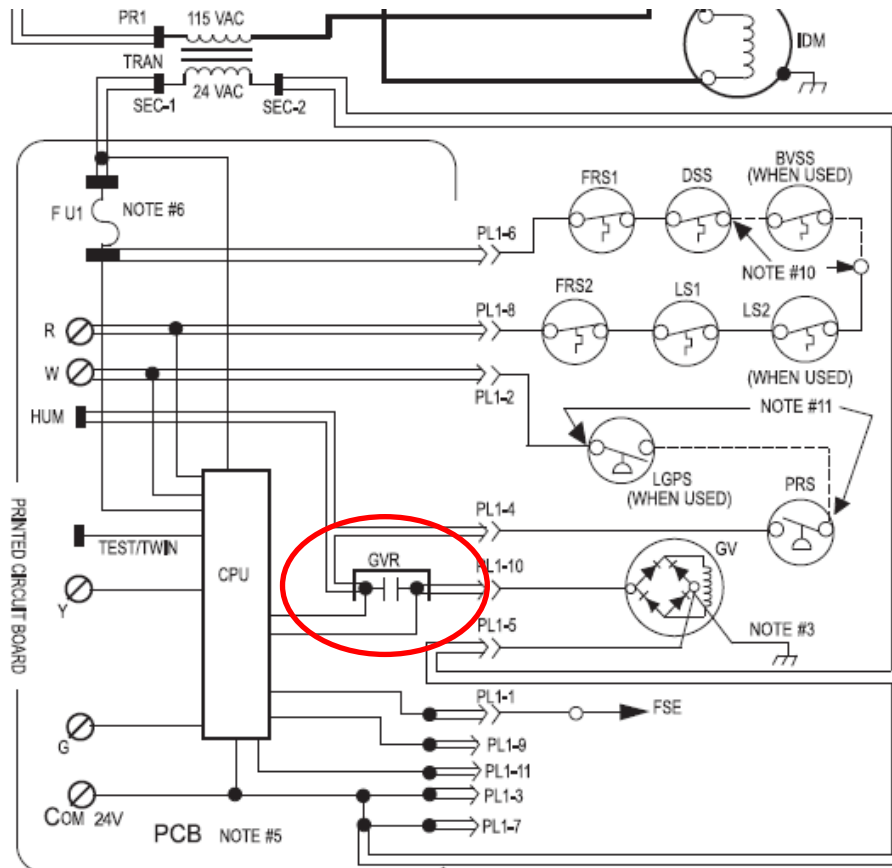 PR1
115 VAC
TRAN
24 VAC
SEC-1
SEC-2
IDM
F U1
NOTE #6
FRS1
DSS
BVSS
(WHEN USED)
PL1-6
NOTE #10
FRS2
LS1
LS2
(WHEN USED)
R
PL1-8
W
PL1-2
NOTE #11
HUM
LGPS
(WHEN USED)
PRS
PL1-4
TEST/TWIN
CPU
GVR
PL1-10
GV
Y
PL1-5
NOTE #3
PRINTED CIRCUIT BOARD
PL1-1
FSE
G
PL1-9
PL1-11
PL1-3
COM 24V
PCB NOTE #5
PL1-7